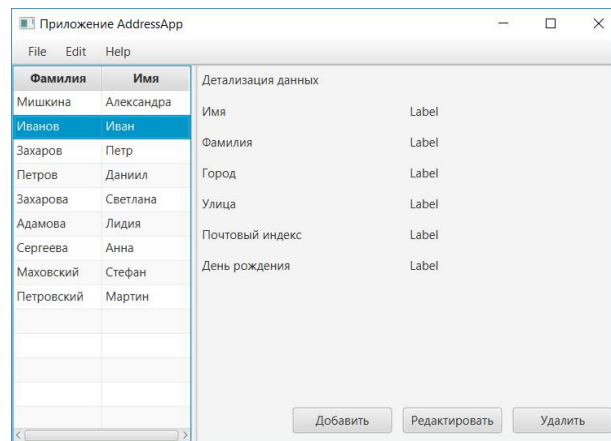 Приложение AddressApp
File Edit Help
Фамилия Имя
Мишкина Александра
Иванов Иван
Захаров Петр
Петров Даниил
Захарова Светлана
Адамова Лидия
Сергеева Анна
Маховский Стефан
Петровский Мартин
Детализация данных
Имя Label
Фамилия Label
Город Label
Улица Label
Почтовый индекс Label
День рождения Label
Добавить Редактировать Удалить